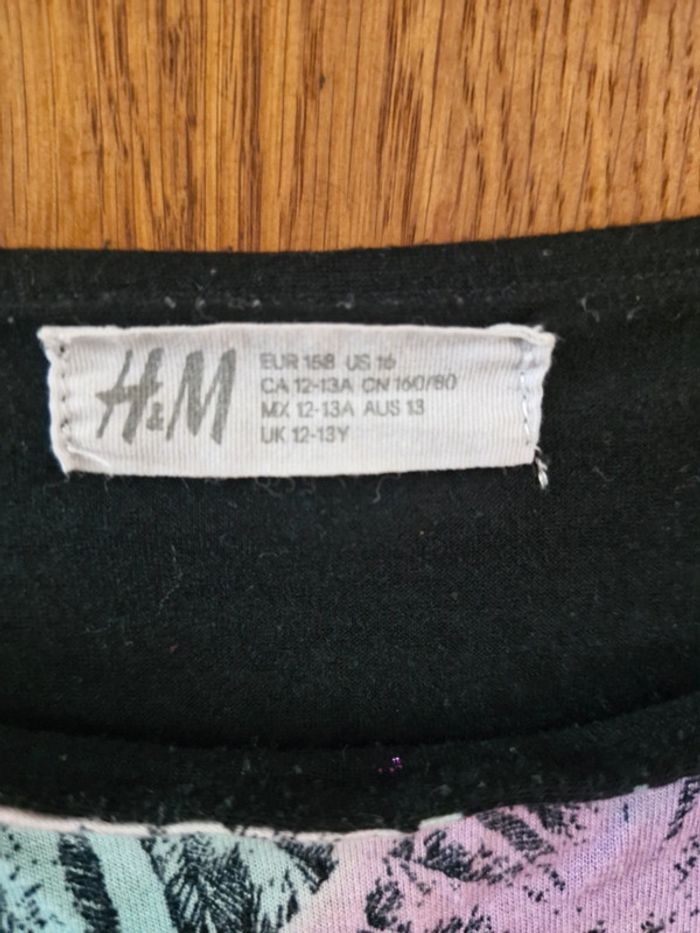 H&M
EUR 158 US 16
CA 12-13A CN 160/80
MX 12-13A AUS 13
UK 12-13Y